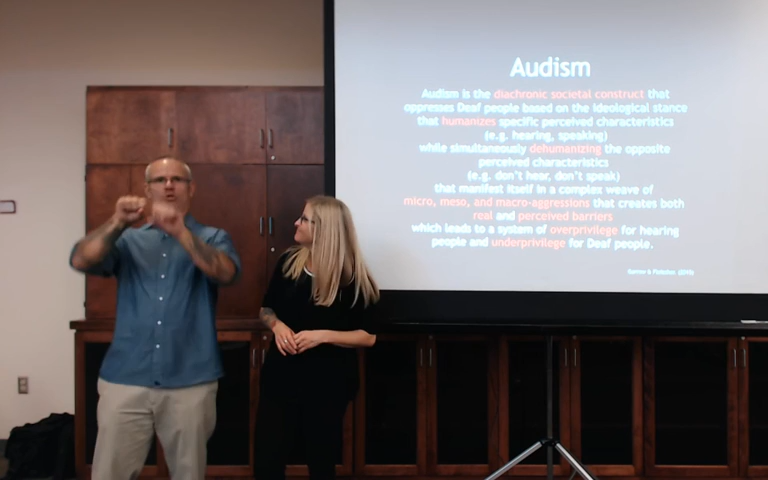 Audism
Audism is the diachronic societal construct that
oppresses Deaf people based on the ideological stance
that humanizes specific perceived characteristics
(e.g. hearing, speaking)
while simultaneously dehumanizing the opposite
perceived characteristics
(e.g. don't hear, don't speak)
that manifest itself in a complex weave of
micro, meso, and macro-aggressions that creates both
real and perceived barriers
which leads to a system of overprivilege for hearing
people and underprivilege for Deaf people.